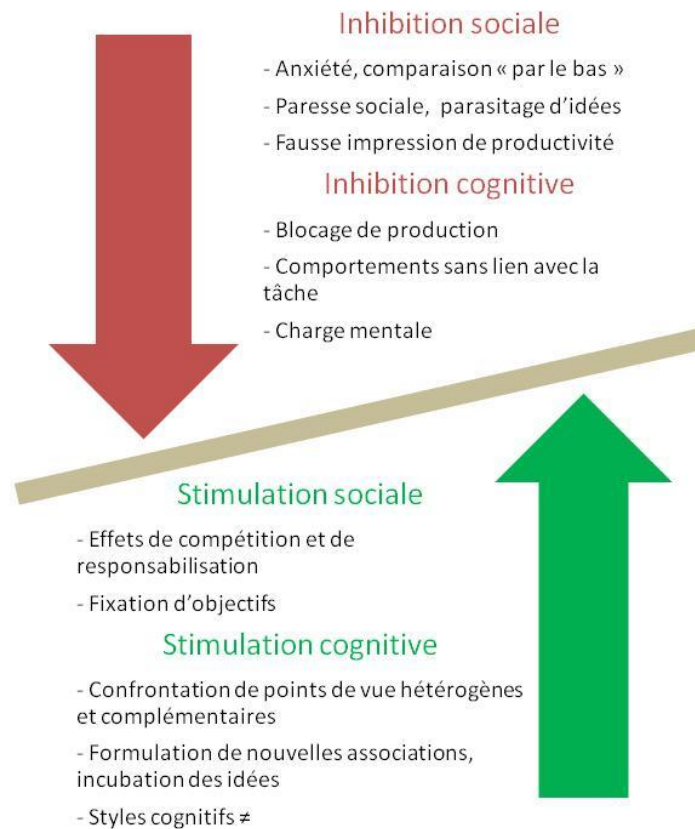 Inhibition sociale
- Anxiété, comparaison « par le bas »
- Paresse sociale, parasitage d’idées
- Fausse impression de productivité
Inhibition cognitive
- Blocage de production
- Comportements sans lien avec la
tâche
- Charge mentale
Stimulation sociale
- Effets de compétition et de
responsabilisation
- Fixation d’objectifs
Stimulation cognitive
- Confrontation de points de vue hétérogènes
et complémentaires
- Formulation de nouvelles associations,
incubation des idées
- Styles cognitifs ≠